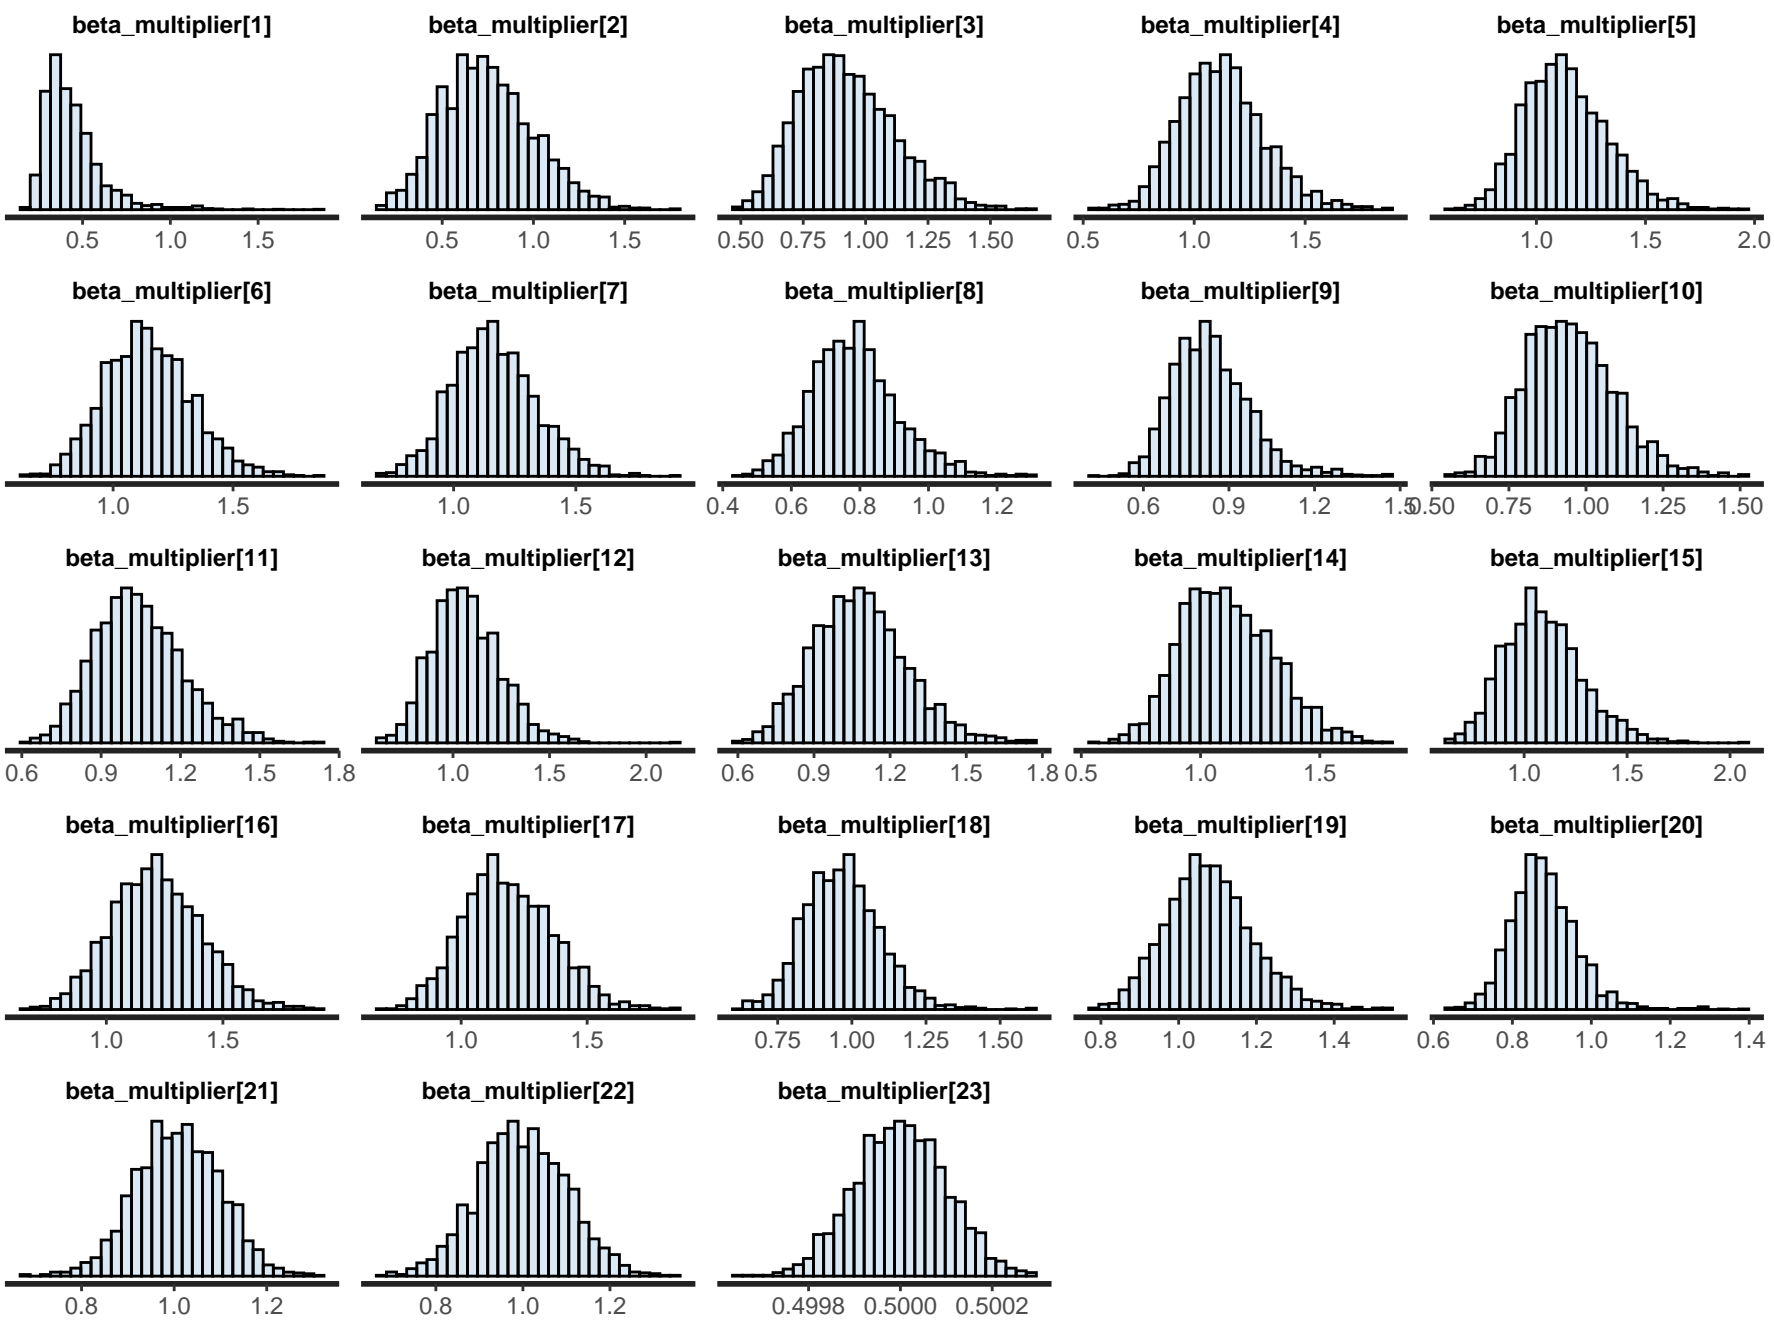 beta_multiplier[1] beta_multiplier[2] beta_multiplier[3] beta_multiplier[4] beta_multiplier[5]
0.5 1.0 1.5 0.5 1.0 1.5 0.50 0.75 1.00 1.25 1.50 0.5 1.0 1.5 1.0 1.5 2.0
beta_multiplier[6] beta_multiplier[7] beta_multiplier[8] beta_multiplier[9] beta_multiplier[10]
1.0 1.5 1.0 1.5 0.4 0.6 0.8 1.0 1.2 0.6 0.9 1.2 1.5 0.50 0.75 1.00 1.25 1.50
beta_multiplier[11] beta_multiplier[12] beta_multiplier[13] beta_multiplier[14] beta_multiplier[15]
0.6 0.9 1.2 1.5 1.8 1.0 1.5 2.0 0.6 0.9 1.2 1.5 1.8 0.5 1.0 1.5 1.0 1.5 2.0
beta_multiplier[16] beta_multiplier[17] beta_multiplier[18] beta_multiplier[19] beta_multiplier[20]
1.0 1.5 1.0 1.5 0.75 1.00 1.25 1.50 0.8 1.0 1.2 1.4 0.6 0.8 1.0 1.2 1.4
beta_multiplier[21] beta_multiplier[22] beta_multiplier[23]
0.8 1.0 1.2 0.8 1.0 1.2 0.4998 0.5000 0.5002